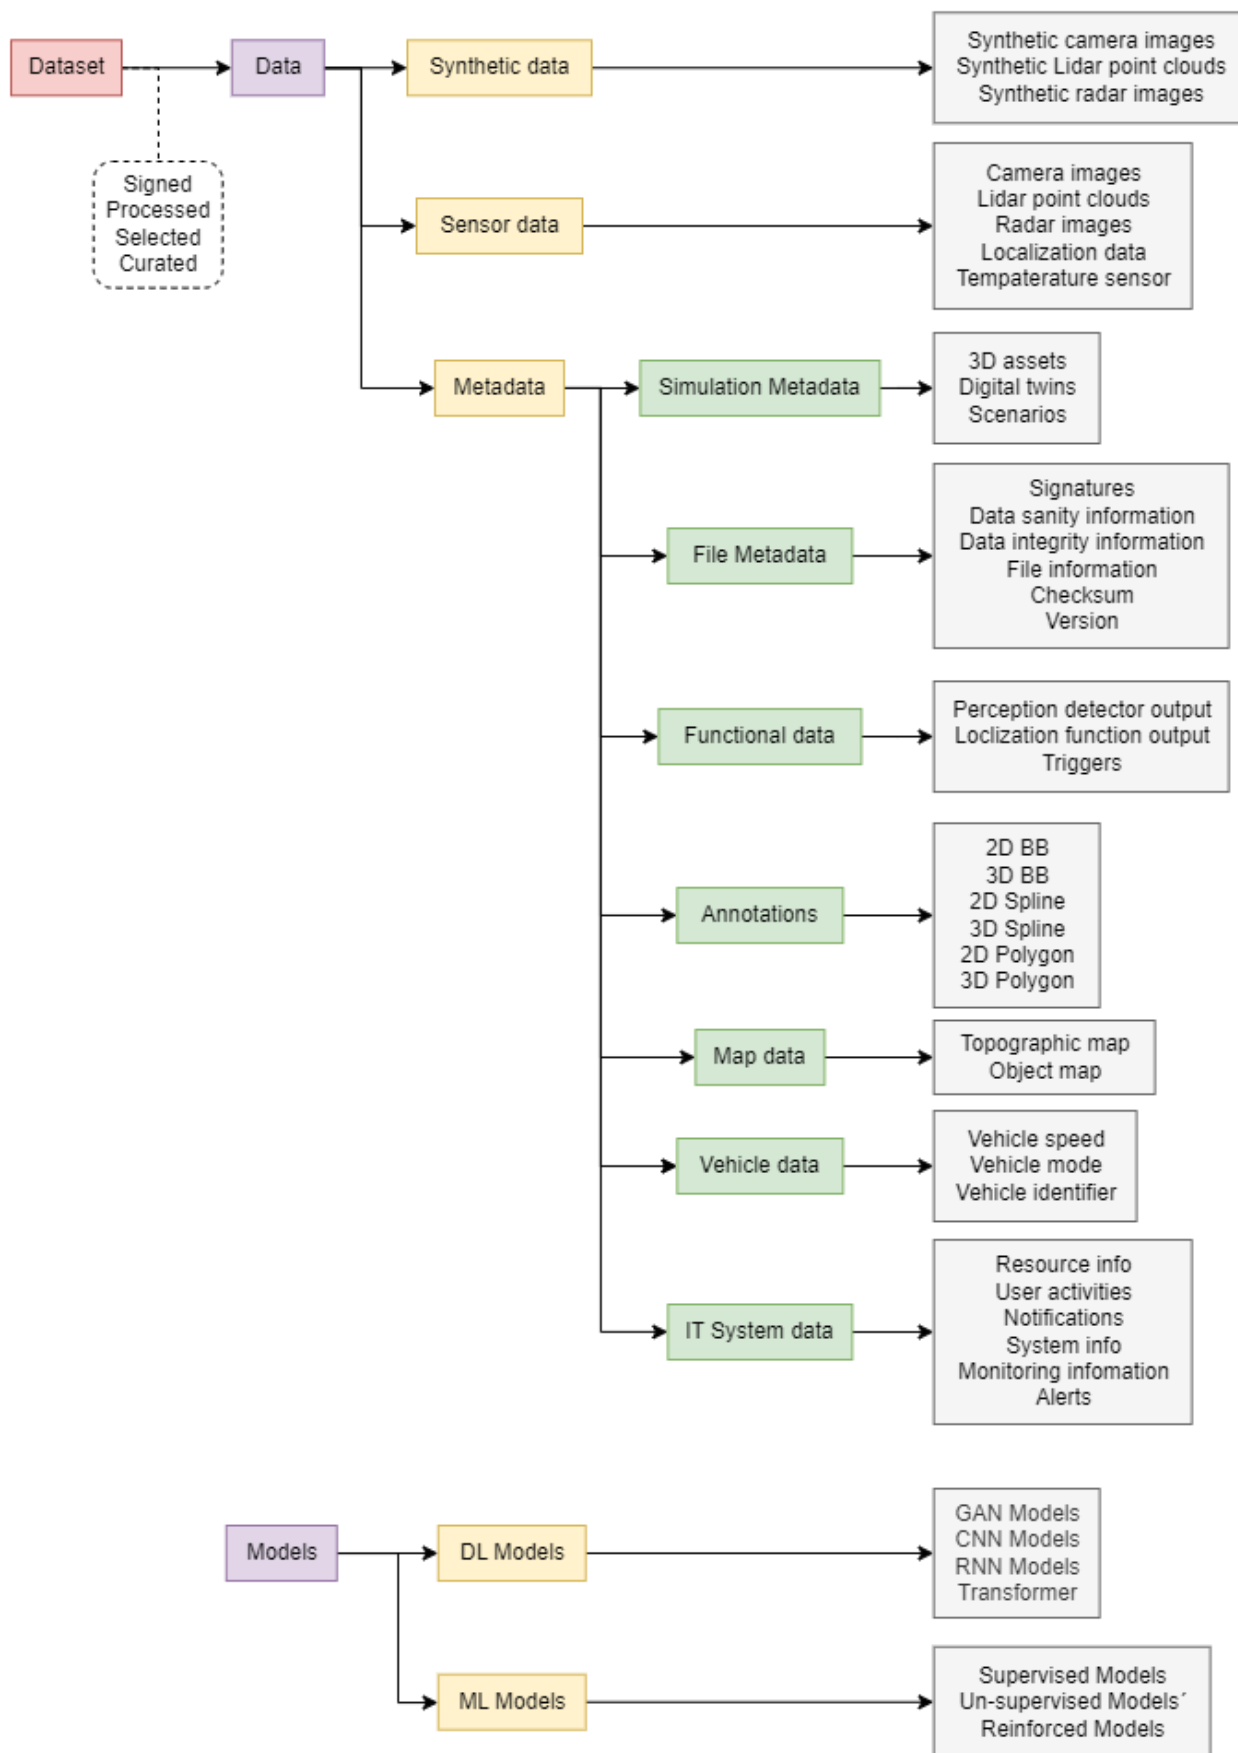 Dataset
Data
Synthetic data
Synthetic camera images
Synthetic Lidar point clouds
Synthetic radar images
Signed
Processed
Selected
Curated
Sensor data
Camera images
Lidar point clouds
Radar images
Localization data
Tempaterature sensor
Metadata
Simulation Metadata
3D assets
Digital twins
Scenarios
File Metadata
Signatures
Data sanity information
Data integrity information
File information
Checksum
Version
Functional data
Perception detector output
Loclization function output
Triggers
Annotations
2D BB
3D BB
2D Spline
3D Spline
2D Polygon
3D Polygon
Map data
Topographic map
Object map
Vehicle data
Vehicle speed
Vehicle mode
Vehicle identifier
IT System data
Resource info
User activities
Notifications
System info
Monitoring infomation
Alerts
Models
DL Models
GAN Models
CNN Models
RNN Models
Transformer
ML Models
Supervised Models
Un-supervised Models´
Reinforced Models